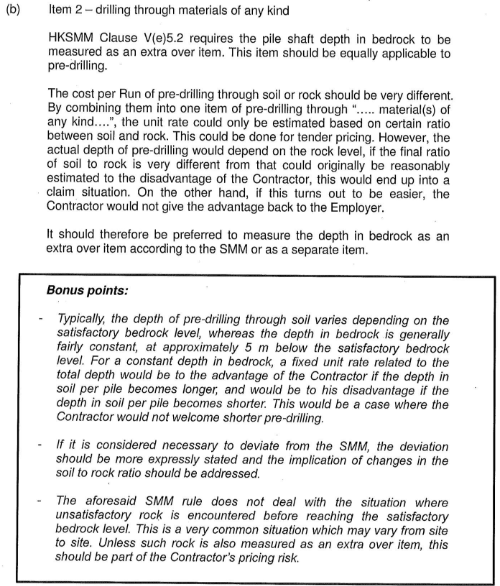 (b) Item 2 – drilling through materials of any kind
HKSMM Clause V(e)5.2 requires the pile shaft depth in bedrock to be
measured as an extra over item. This item should be equally applicable to
pre-drilling.
The cost per Run of pre-drilling through soil or rock should be very different.
By combining them into one item of pre-drilling through “..... material(s) of
any kind....”, the unit rate could only be estimated based on certain ratio
between soil and rock. This could be done for tender pricing. However, the
actual depth of pre-drilling would depend on the rock level, if the final ratio
of soil to rock is very different from that could originally be reasonably
estimated to the disadvantage of the Contractor, this would end up into a
claim situation. On the other hand, if this turns out to be easier, the
Contractor would not give the advantage back to the Employer.
It should therefore be preferred to measure the depth in bedrock as an
extra over item according to the SMM or as a separate item.
Bonus points:
- Typically, the depth of pre-drilling through soil varies depending on the
satisfactory bedrock level, whereas the depth in bedrock is generally
fairly constant, at approximately 5 m below the satisfactory bedrock
level. For a constant depth in bedrock, a fixed unit rate related to the
total depth would be to the advantage of the Contractor if the depth in
soil per pile becomes longer, and would be to his disadvantage if the
depth in soil per pile becomes shorter. This would be a case where the
Contractor would not welcome shorter pre-drilling.
- If it is considered necessary to deviate from the SMM, the deviation
should be more expressly stated and the implication of changes in the
soil to rock ratio should be addressed.
- The aforesaid SMM rule does not deal with the situation where
unsatisfactory rock is encountered before reaching the satisfactory
bedrock level. This is a very common situation which may vary from site
to site. Unless such rock is also measured as an extra over item, this
should be part of the Contractor's pricing risk.